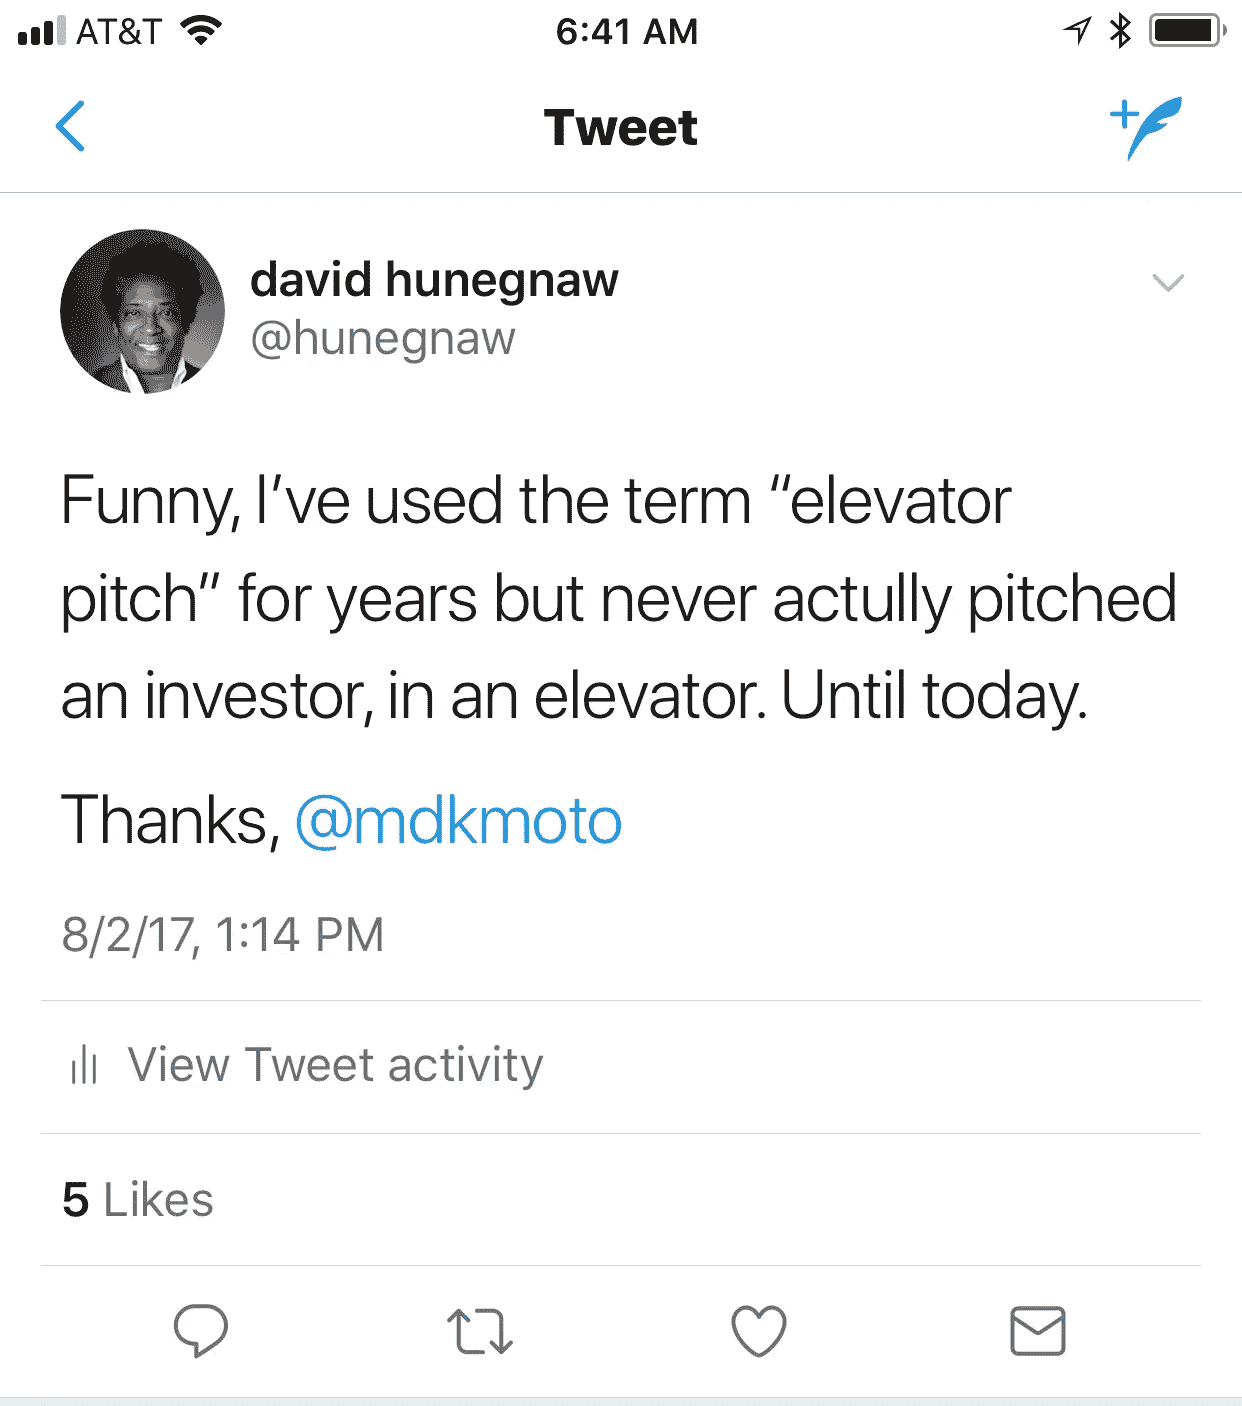 AT&T 6:41 AM
Tweet
david hunegnaw
@hunegnaw
Funny, I’ve used the term “elevator
pitch” for years but never actully pitched
an investor, in an elevator. Until today.
Thanks, @mdkmoto
8/2/17, 1:14 PM
View Tweet activity
5 Likes